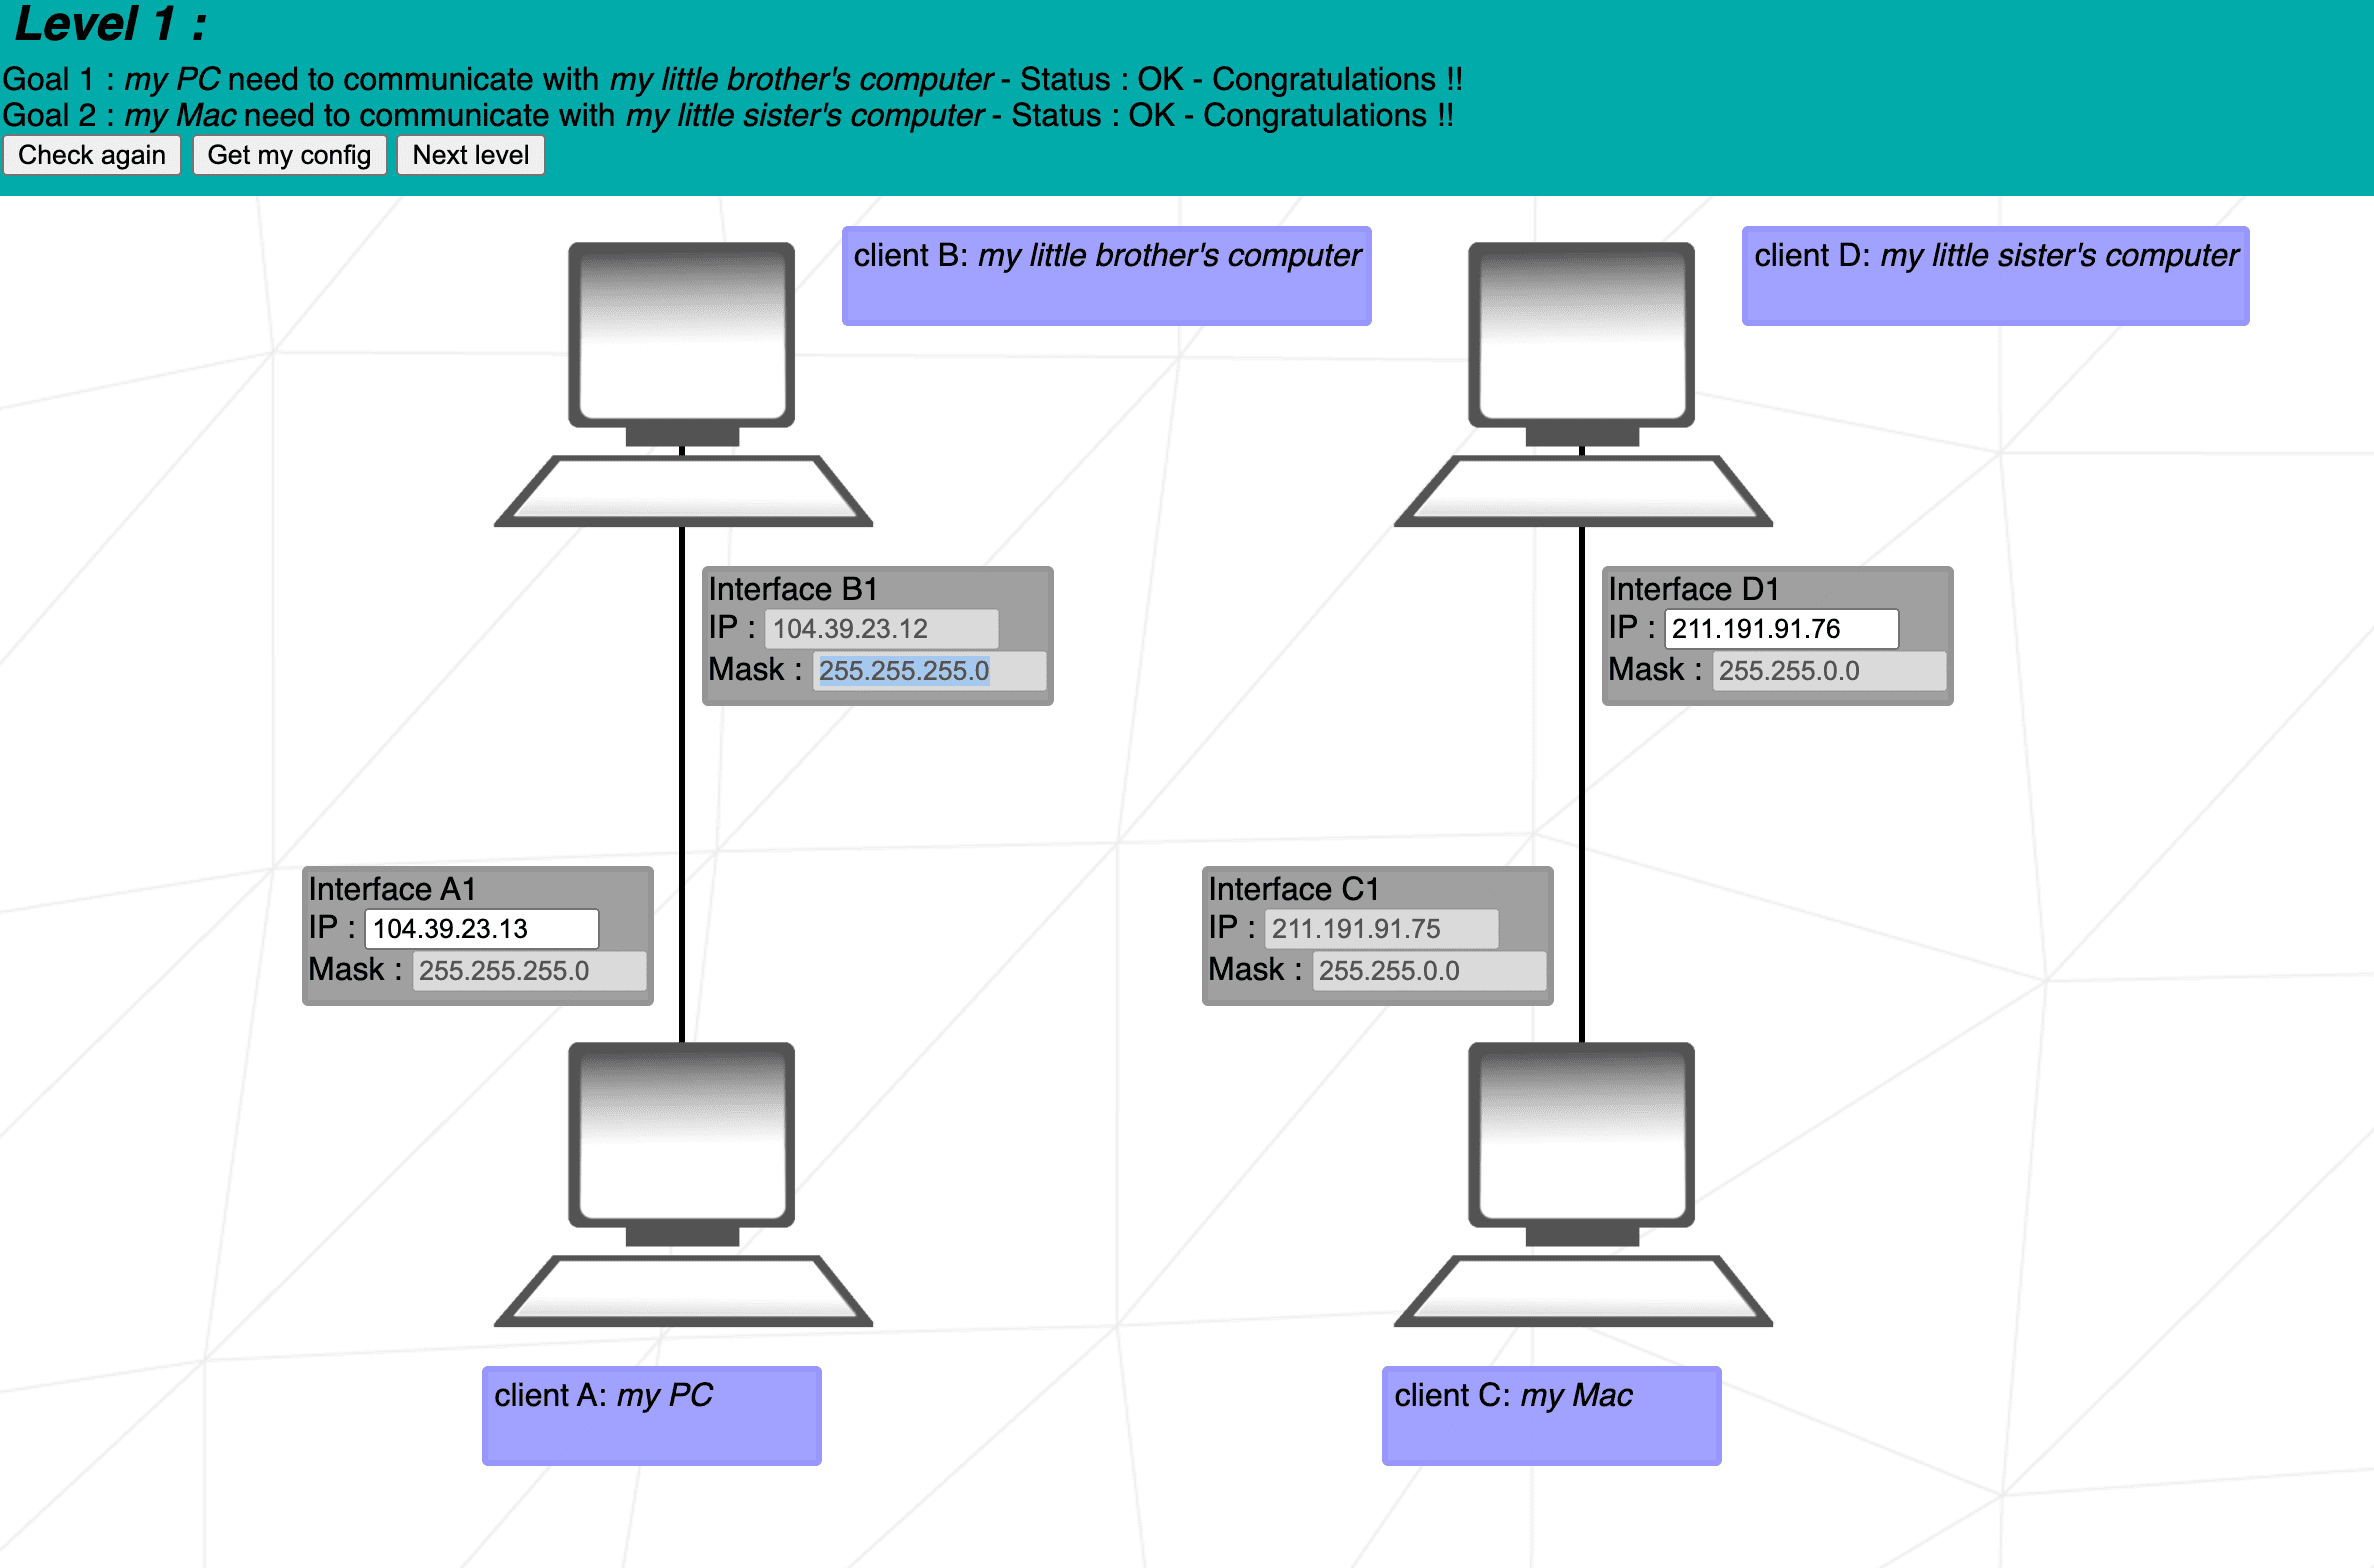 Level 1 :
Goal 1 : my PC need to communicate with my little brother's computer - Status : OK - Congratulations !!
Goal 2 : my Mac need to communicate with my little sister's computer - Status : OK - Congratulations !!
Check again Get my config Next level
client B: my little brother's computer
client D: my little sister's computer
Interface B1
IP : 104.39.23.12
Mask : 255.255.255.0
Interface D1
IP : 211.191.91.76
Mask : 255.255.0.0
Interface A1
IP : 104.39.23.13
Mask : 255.255.255.0
Interface C1
IP : 211.191.91.75
Mask : 255.255.0.0
client A: my PC
client C: my Mac